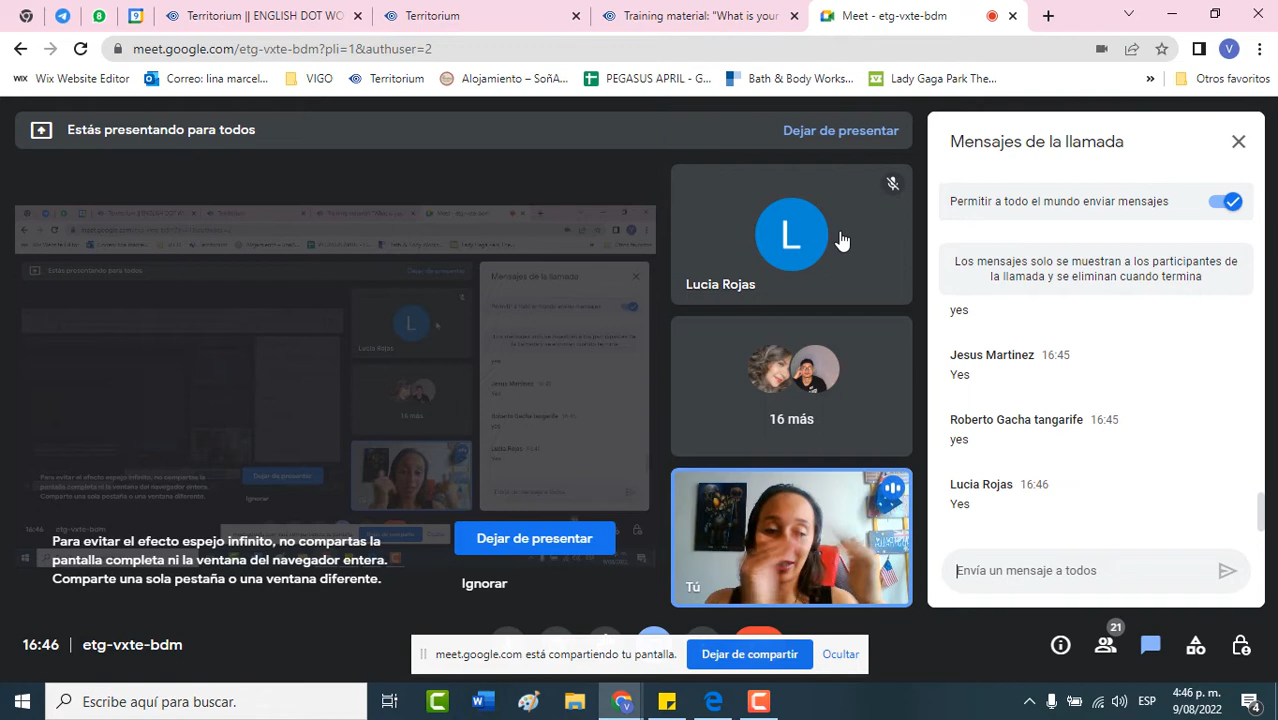 Territorium || ENGLISH DOT WO
Territorium
Training material: "What is your
Meet - etg-vxte-bdm
meet.google.com/etg-vxte-bdm?pli=1&authuser=2
V
WIX Wix Website Editor
Correo: lina marcel...
VIGO
Territorium
Alojamiento – SoñA...
PEGASUS APRIL - G...
Bath & Body Works...
Lady Gaga Park The...
»
Otros favoritos
Estás presentando para todos
Dejar de presentar
L
Lucia Rojas
16 más
Tú
Para evitar el efecto espejo infinito, no compartas la
pantalla completa ni la ventana del navegador entera.
Comparte una sola pestaña o una ventana diferente.
Dejar de presentar
Ignorar
Mensajes de la llamada
Permitir a todo el mundo enviar mensajes
Los mensajes solo se muestran a los participantes de
la llamada y se eliminan cuando termina
yes
Jesus Martinez 16:45
Yes
Roberto Gacha tangarife 16:45
yes
Lucia Rojas 16:46
Yes
Envía un mensaje a todos
16:46 etg-vxte-bdm
21
meet.google.com está compartiendo tu pantalla.
Dejar de compartir
Ocultar
Escribe aquí para buscar.
ESP
4:46 p. m.
9/08/2022
4